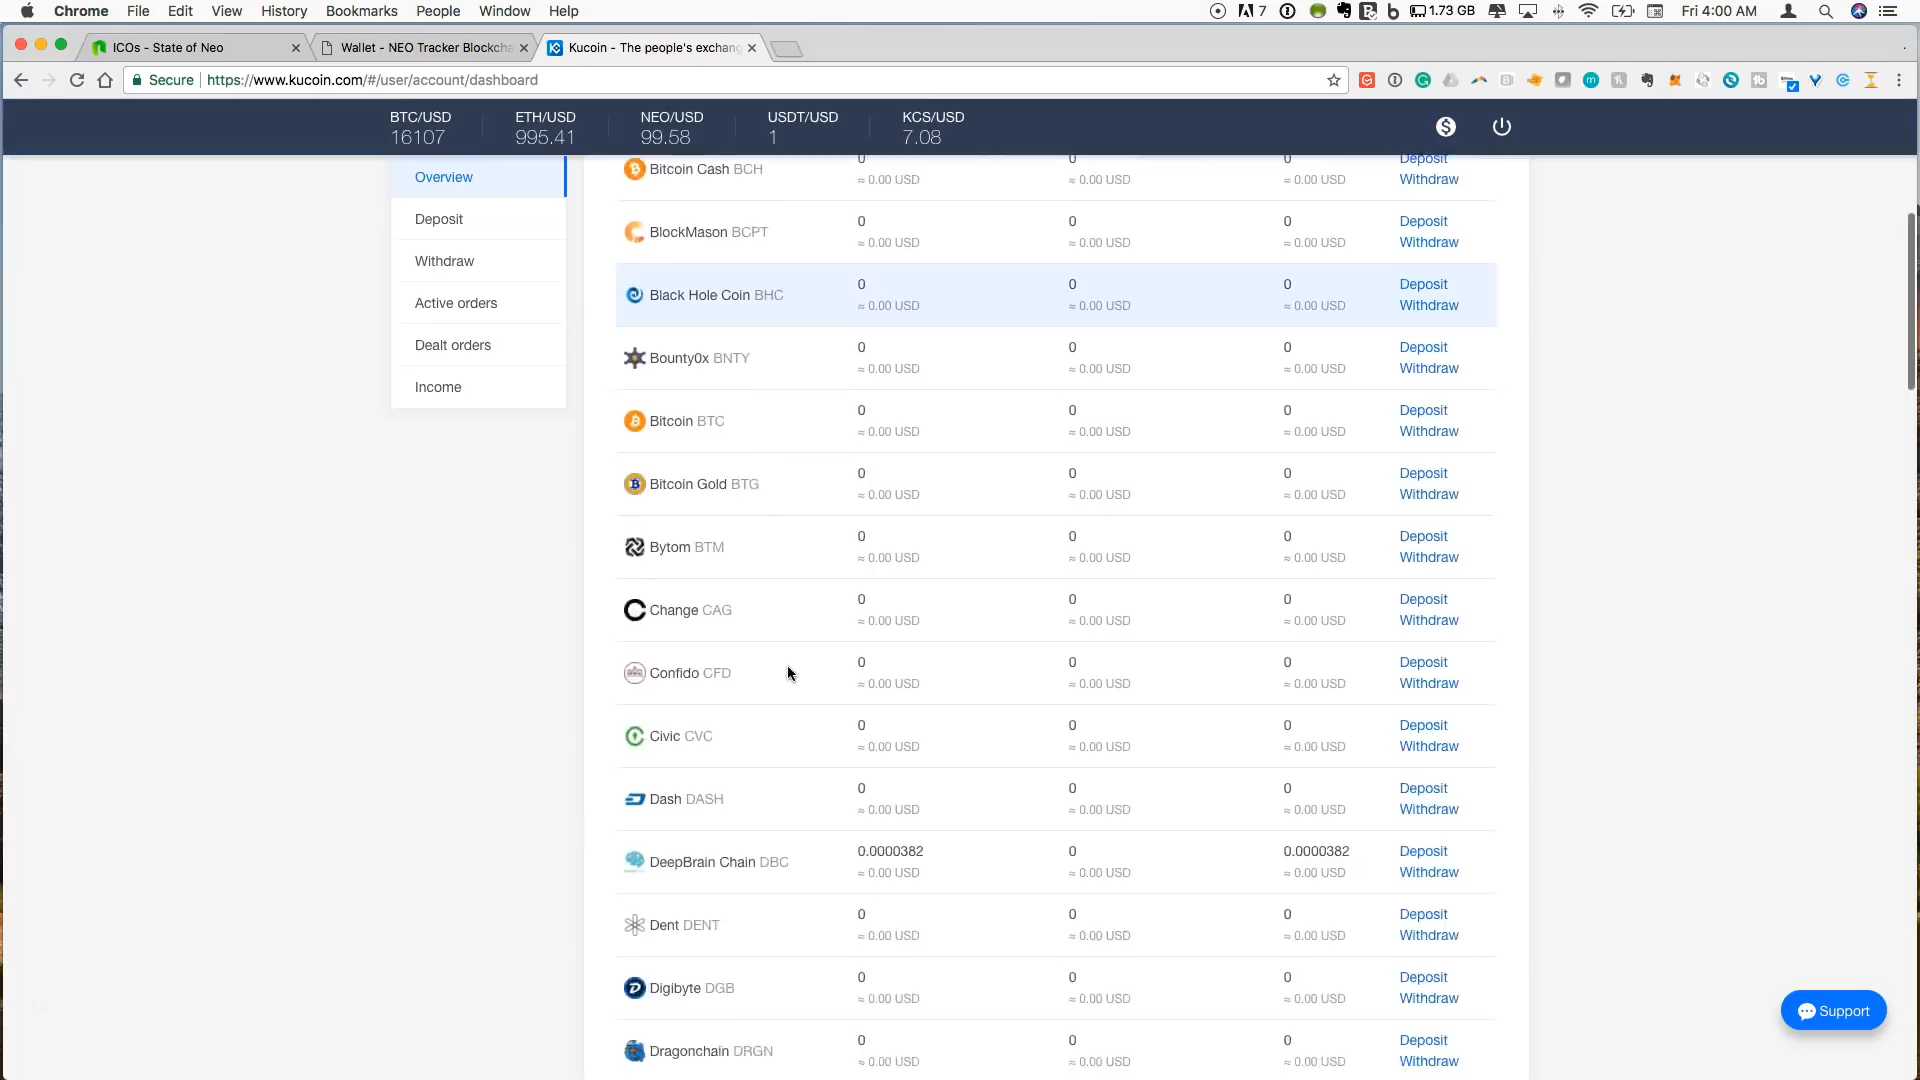 Chrome File Edit View History Bookmarks People Window Help 7 1.73 GB Fri 4:00 AM
ICOs - State of Neo Wallet - NEO Tracker Blockcha Kucoin - The people's exchang
Secure https://www.kucoin.com/#/user/account/dashboard
BTC/USD ETH/USD NEO/USD USDT/USD KCS/USD
16107 995.41 99.58 1 7.08
Overview
Deposit
Withdraw
Active orders
Dealt orders
Income
0 0 0 Deposit
Bitcoin Cash BCH
≈ 0.00 USD ≈ 0.00 USD ≈ 0.00 USD Withdraw
0 0 0 Deposit
BlockMason BCPT
≈ 0.00 USD ≈ 0.00 USD ≈ 0.00 USD Withdraw
0 0 0 Deposit
Black Hole Coin BHC
≈ 0.00 USD ≈ 0.00 USD ≈ 0.00 USD Withdraw
0 0 0 Deposit
Bounty0x BNTY
≈ 0.00 USD ≈ 0.00 USD ≈ 0.00 USD Withdraw
0 0 0 Deposit
Bitcoin BTC
≈ 0.00 USD ≈ 0.00 USD ≈ 0.00 USD Withdraw
0 0 0 Deposit
Bitcoin Gold BTG
≈ 0.00 USD ≈ 0.00 USD ≈ 0.00 USD Withdraw
0 0 0 Deposit
Bytom BTM
≈ 0.00 USD ≈ 0.00 USD ≈ 0.00 USD Withdraw
0 0 0 Deposit
Change CAG
≈ 0.00 USD ≈ 0.00 USD ≈ 0.00 USD Withdraw
0 0 0 Deposit
Confido CFD
≈ 0.00 USD ≈ 0.00 USD ≈ 0.00 USD Withdraw
0 0 0 Deposit
Civic CVC
≈ 0.00 USD ≈ 0.00 USD ≈ 0.00 USD Withdraw
0 0 0 Deposit
Dash DASH
≈ 0.00 USD ≈ 0.00 USD ≈ 0.00 USD Withdraw
0.0000382 0 0.0000382 Deposit
DeepBrain Chain DBC
≈ 0.00 USD ≈ 0.00 USD ≈ 0.00 USD Withdraw
0 0 0 Deposit
Dent DENT
≈ 0.00 USD ≈ 0.00 USD ≈ 0.00 USD Withdraw
0 0 0 Deposit
Digibyte DGB
≈ 0.00 USD ≈ 0.00 USD ≈ 0.00 USD Withdraw
0 0 0 Deposit
Dragonchain DRGN
≈ 0.00 USD ≈ 0.00 USD ≈ 0.00 USD Withdraw
Support